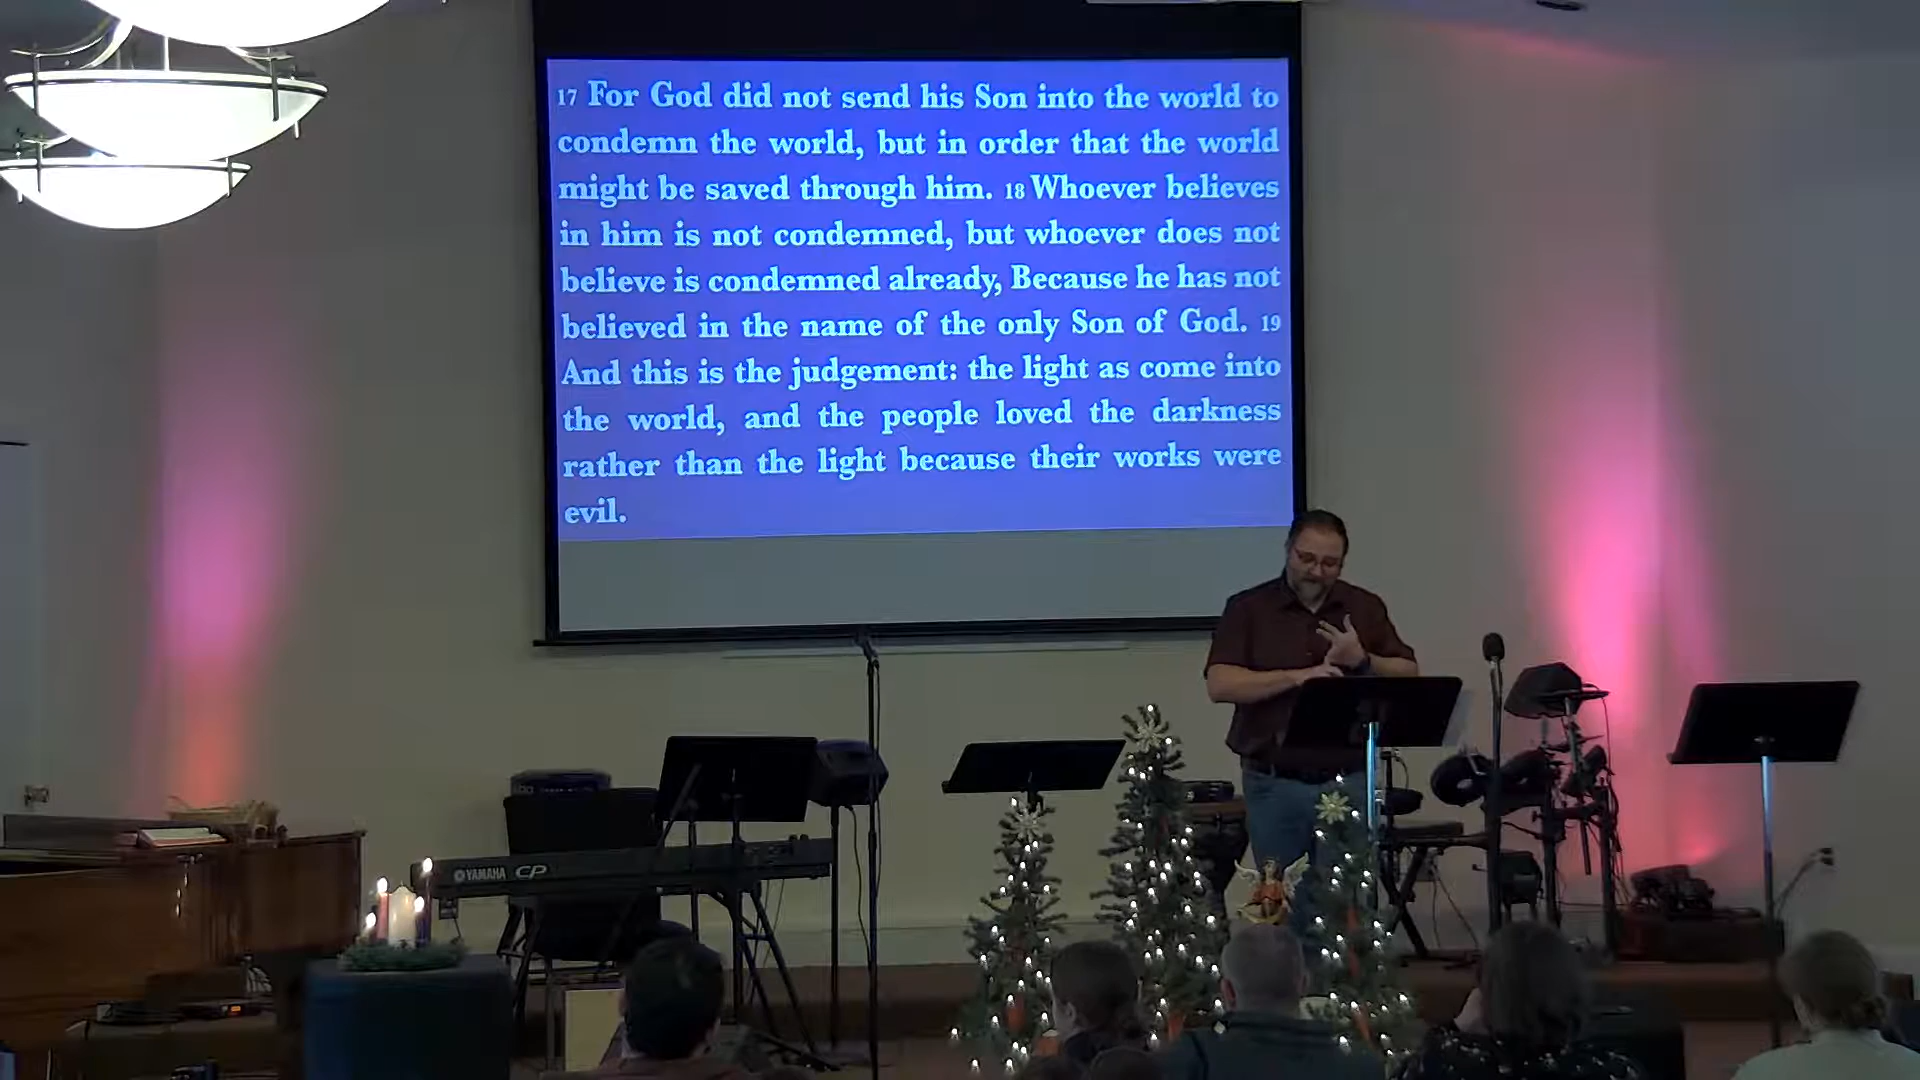 17 For God did not send his Son into the world to
condemn the world, but in order that the world
might be saved through him. 18 Whoever believes
in him is not condemned, but whoever does not
believe is condemned already, Because he has not
believed in the name of the only Son of God. 19
And this is the judgement: the light as come into
the world, and the people loved the darkness
rather than the light because their works were
evil.
YAMAHA CP